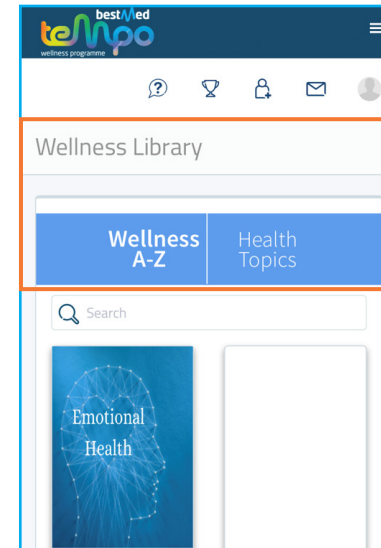 bestMed
tempo
wellness programme
Wellness Library
Wellness
A-Z
Health
Topics
Search
Emotional
Health